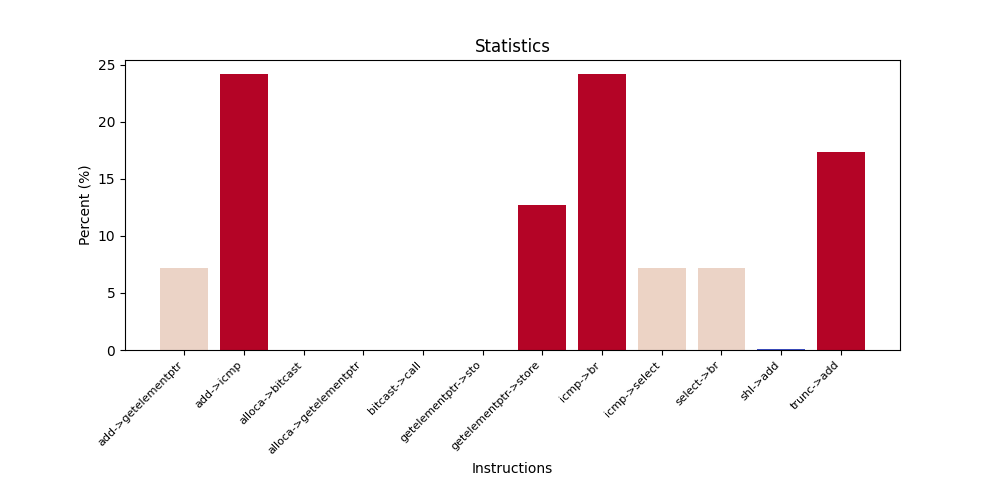 Statistics
Percent (%)
25
20
15
10
5
0
add->getelementptr
add->icmp
alloca->bitcast
alloca->getelementptr
bitcast->call
getelementptr->sto
getelementptr->store
icmp->br
icmp->select
select->br
shl->add
trunc->add
Instructions